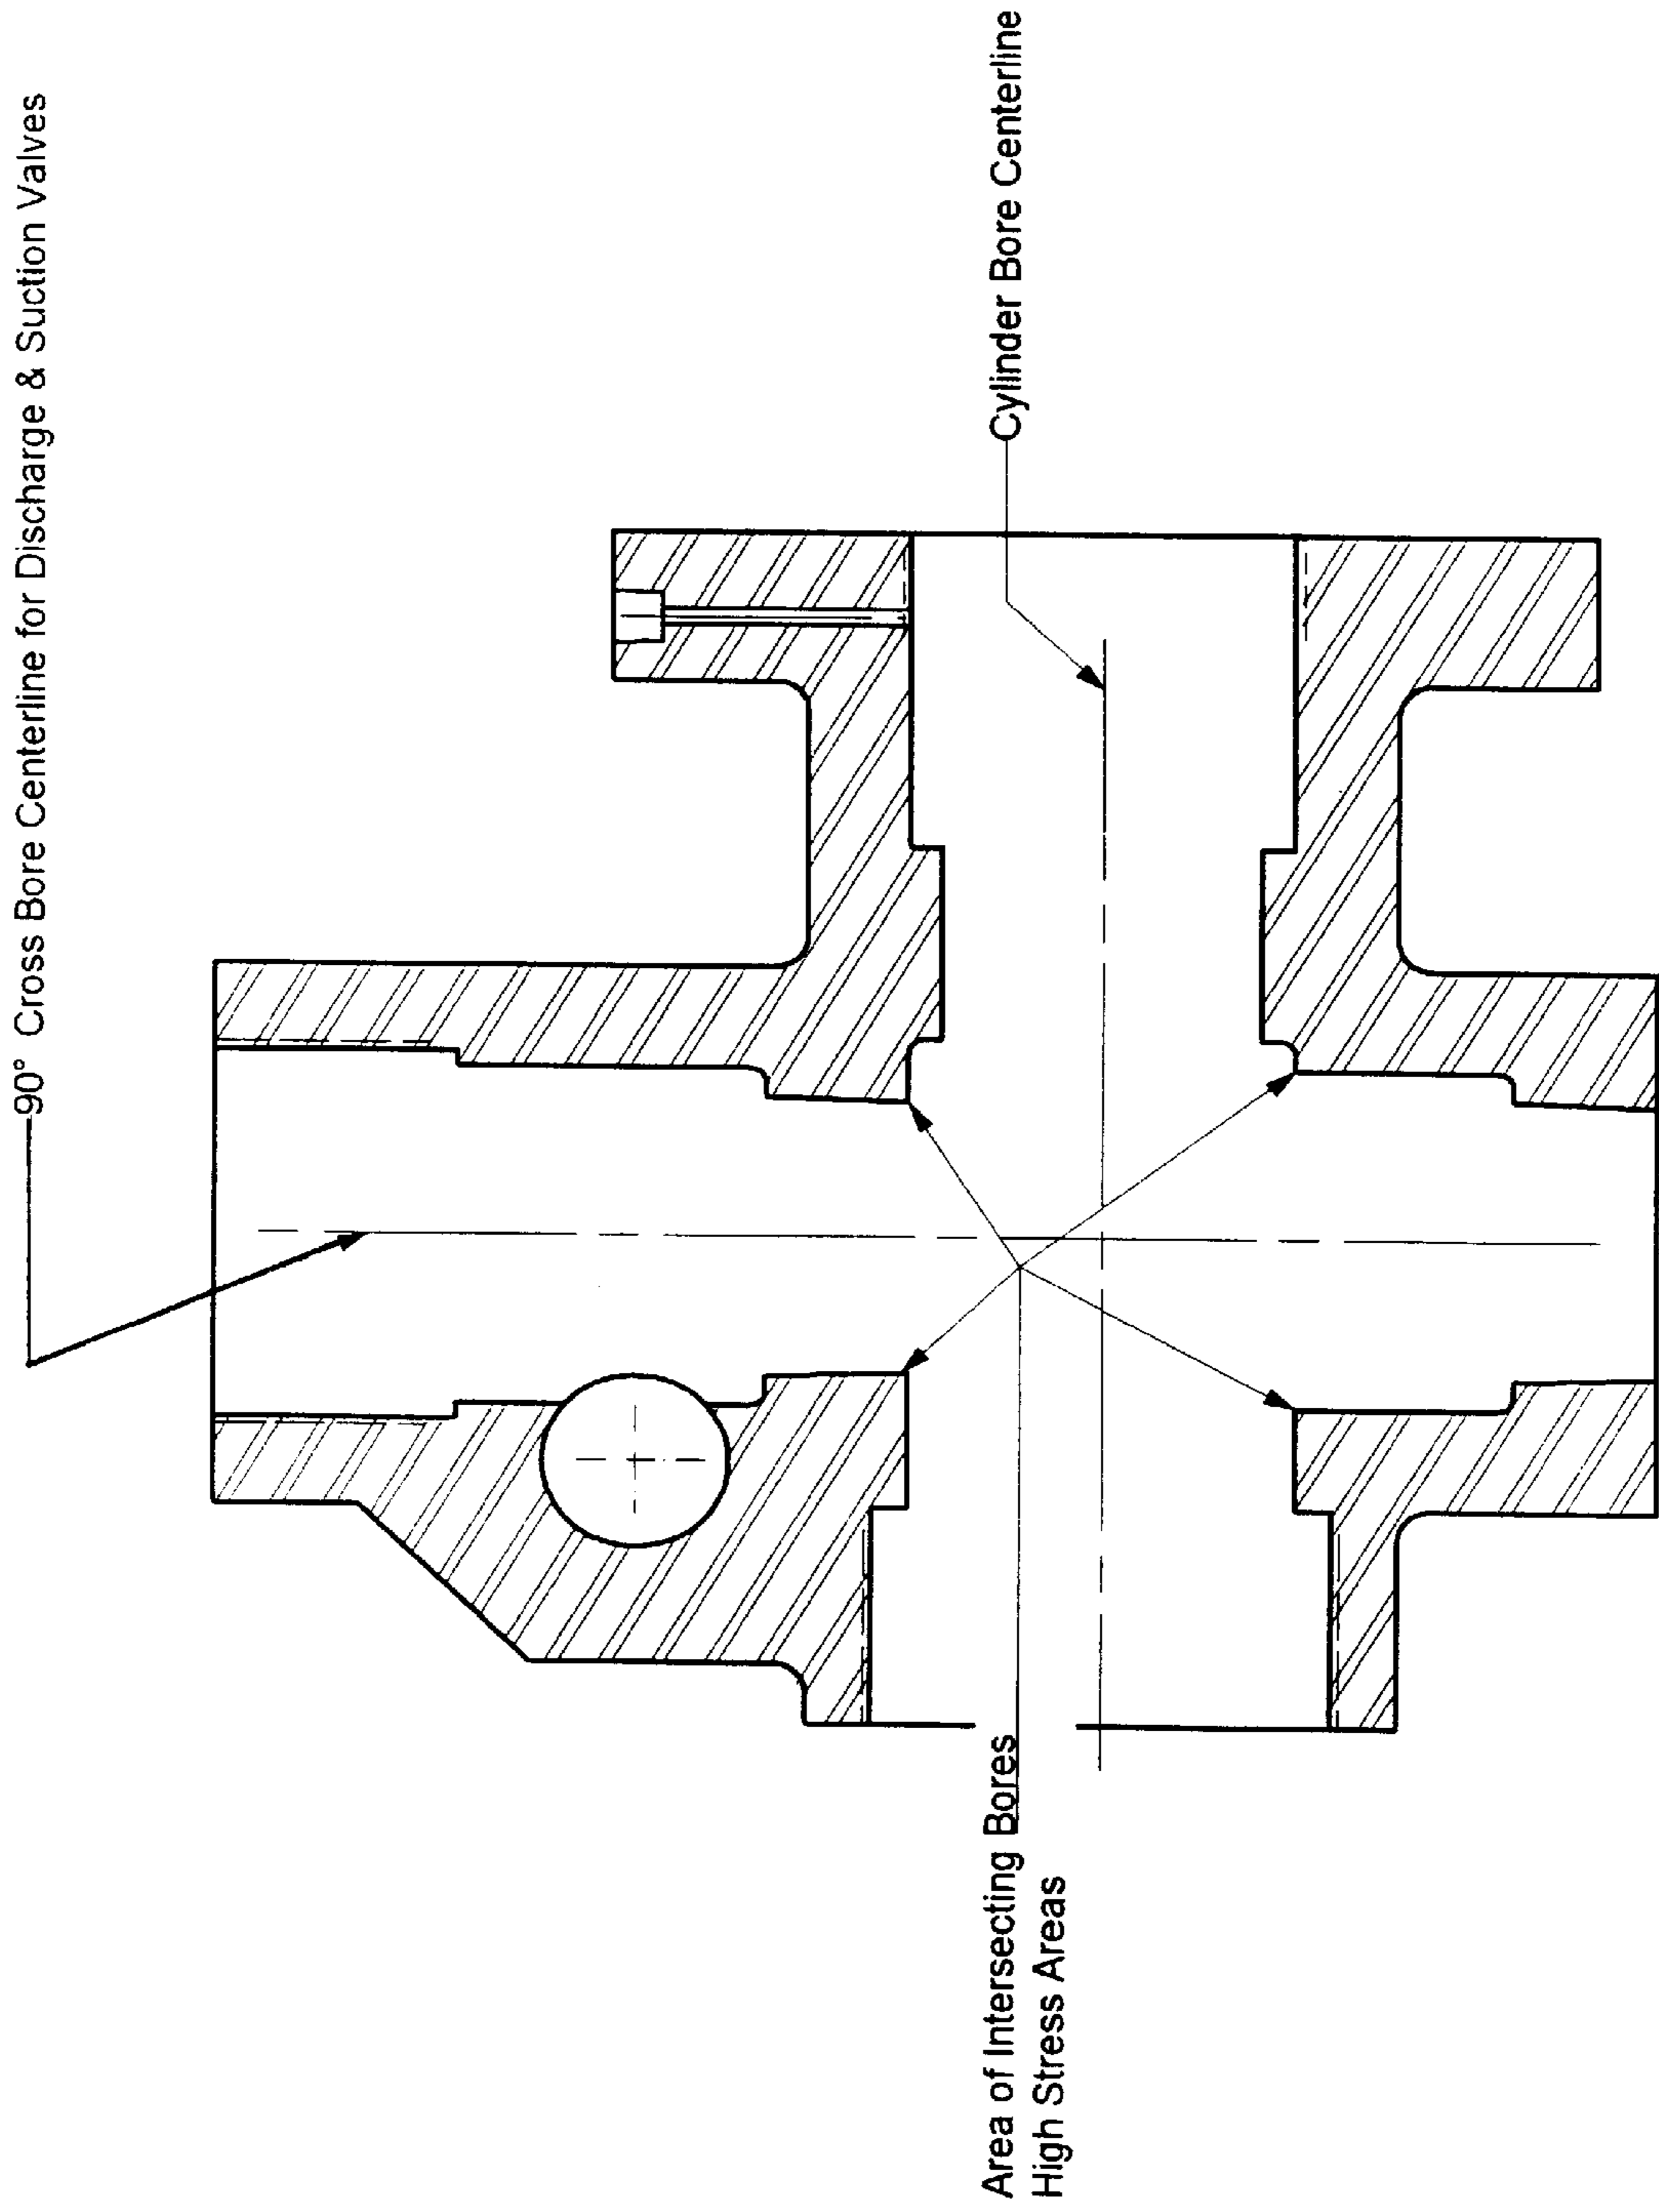 90° Cross Bore Centerline for Discharge & Suction Valves
Cylinder Bore Centerline
Area of Intersecting Bores
High Stress Areas